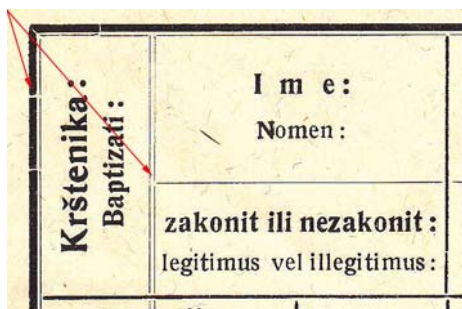 Krštenika:
Baptizati:
I m e:
Nomen:
zakonit ili nezakonit:
legitimus vel illegitimus: